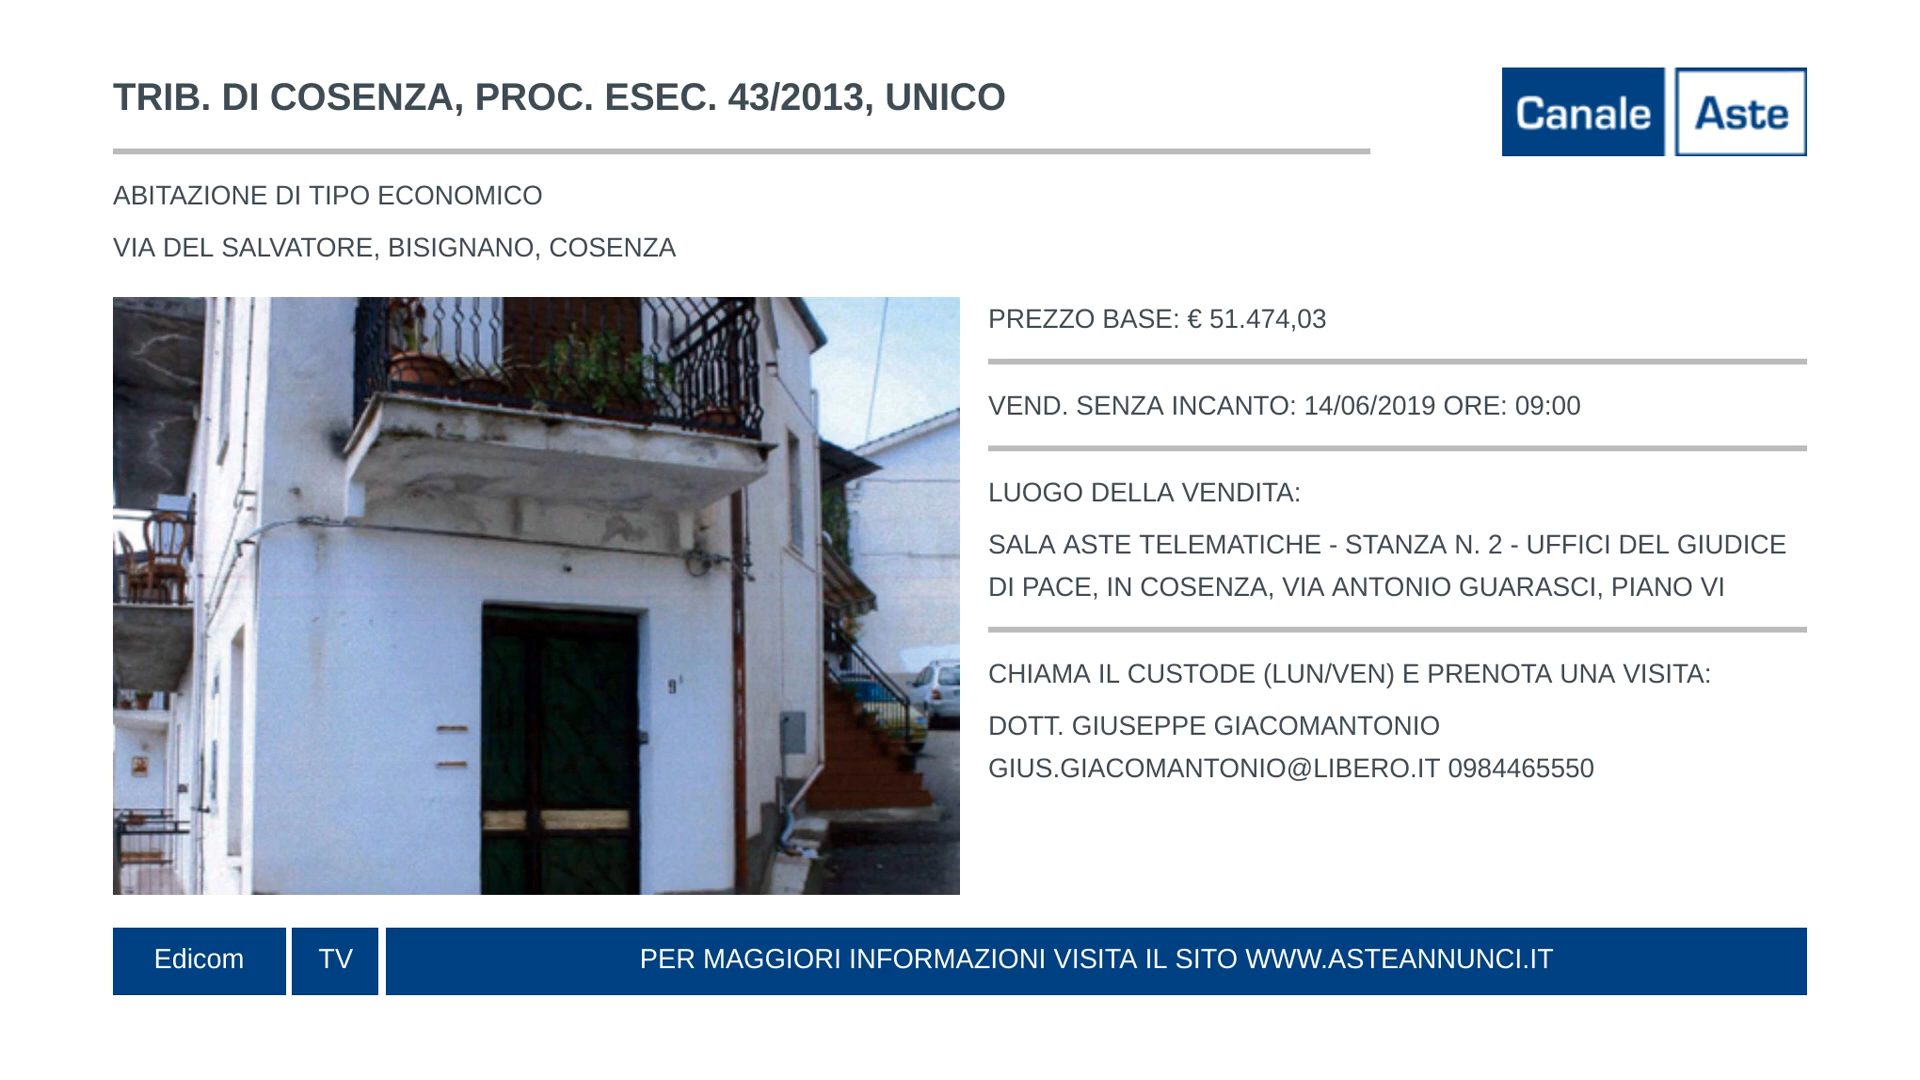 TRIB. DI COSENZA, PROC. ESEC. 43/2013, UNICO
Canale Aste
ABITAZIONE DI TIPO ECONOMICO
VIA DEL SALVATORE, BISIGNANO, COSENZA
PREZZO BASE: € 51.474,03
VEND. SENZA INCANTO: 14/06/2019 ORE: 09:00
LUOGO DELLA VENDITA:
SALA ASTE TELEMATICHE - STANZA N. 2 - UFFICI DEL GIUDICE
DI PACE, IN COSENZA, VIA ANTONIO GUARASCI, PIANO VI
CHIAMA IL CUSTODE (LUN/VEN) E PRENOTA UNA VISITA:
DOTT. GIUSEPPE GIACOMANTONIO
GIUS.GIACOMANTONIO@LIBERO.IT 0984465550
9
Edicom TV PER MAGGIORI INFORMAZIONI VISITA IL SITO WWW.ASTEANNUNCI.IT